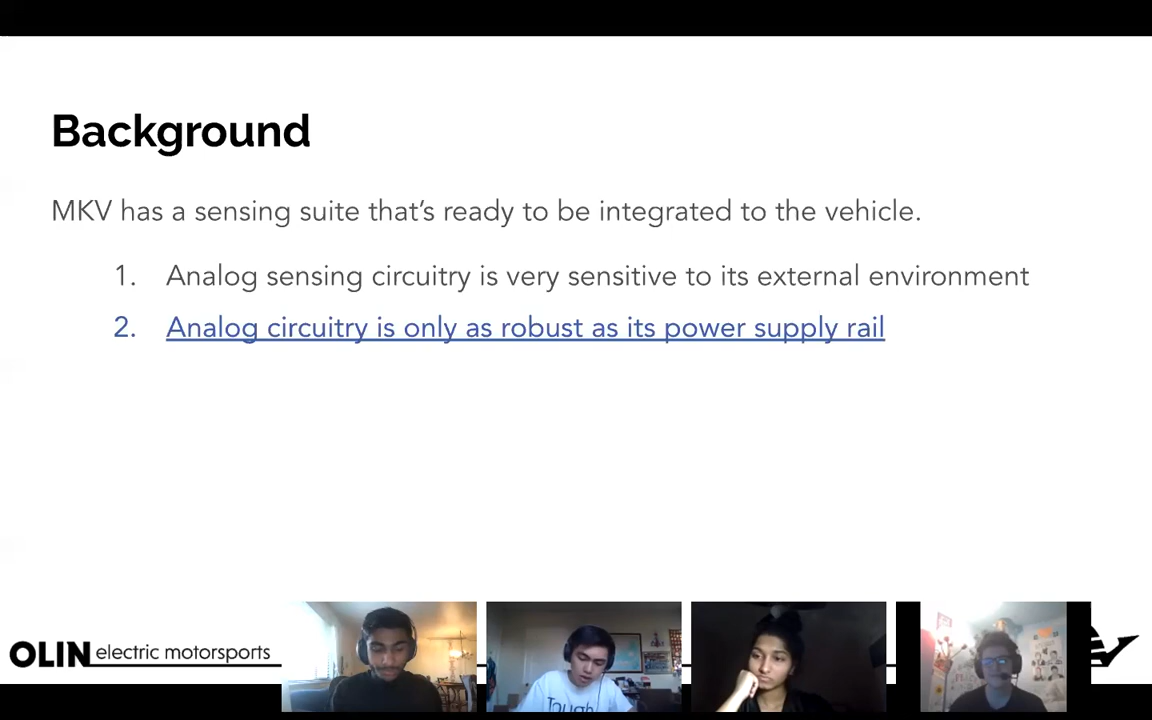 Background
MKV has a sensing suite that's ready to be integrated to the vehicle.
1. Analog sensing circuitry is very sensitive to its external environment
2. Analog circuitry is only as robust as its power supply rail
OLIN electric motorsports
Tough